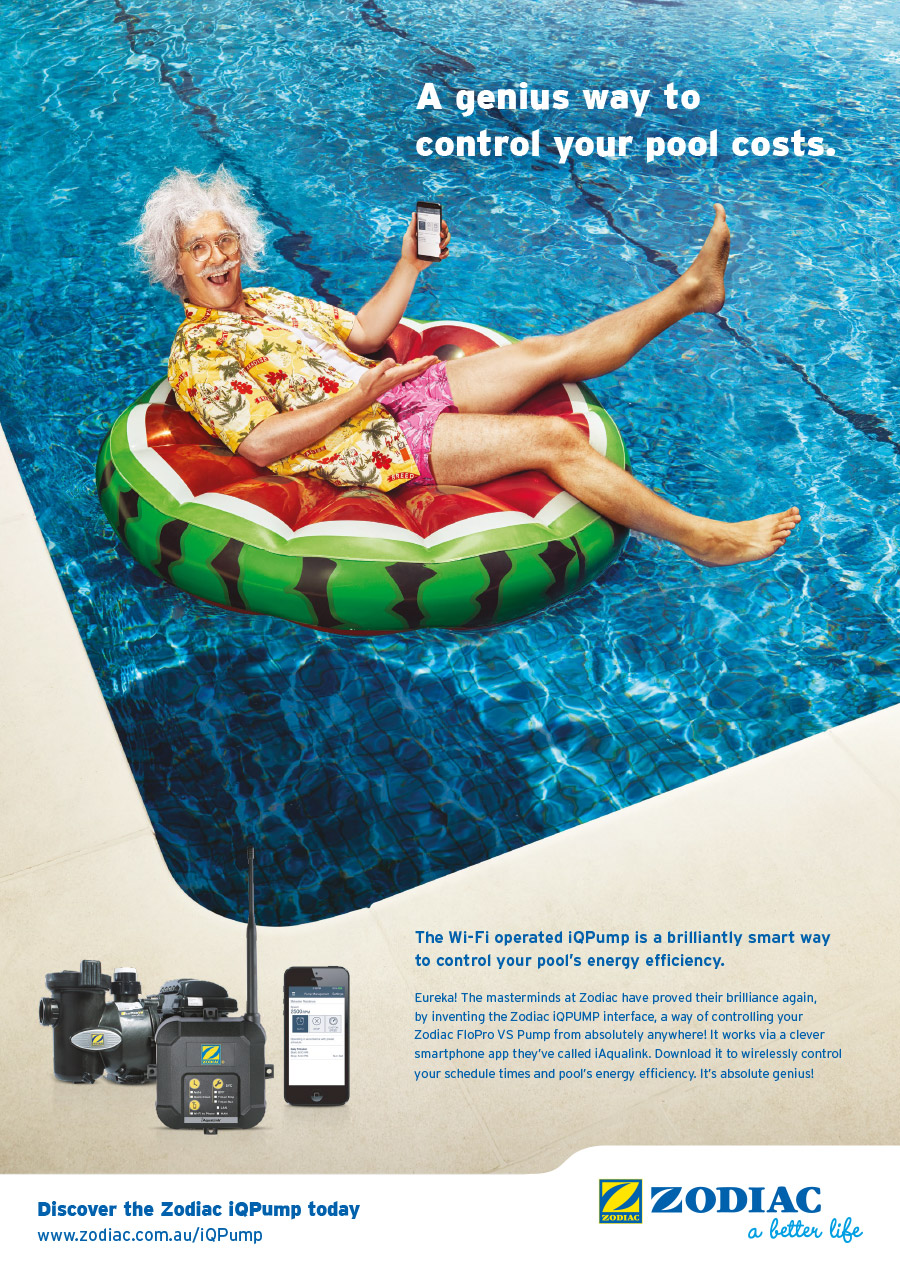 A genius way to
control your pool costs.
The Wi-Fi operated iQPump is a brilliantly smart way
to control your pool's energy efficiency.
Eureka! The masterminds at Zodiac have proved their brilliance again,
by inventing the Zodiac iQPUMP interface, a way of controlling your
Zodiac FloPro VS Pump from absolutely anywhere! It works via a clever
smartphone app they've called iAqualink. Download it to wirelessly control
your schedule times and pool's energy efficiency. It's absolute genius!
ZODIAC
Discover the Zodiac iQPump today
www.zodiac.com.au/iQPump
ZODIAC
ZODIAC
a better life